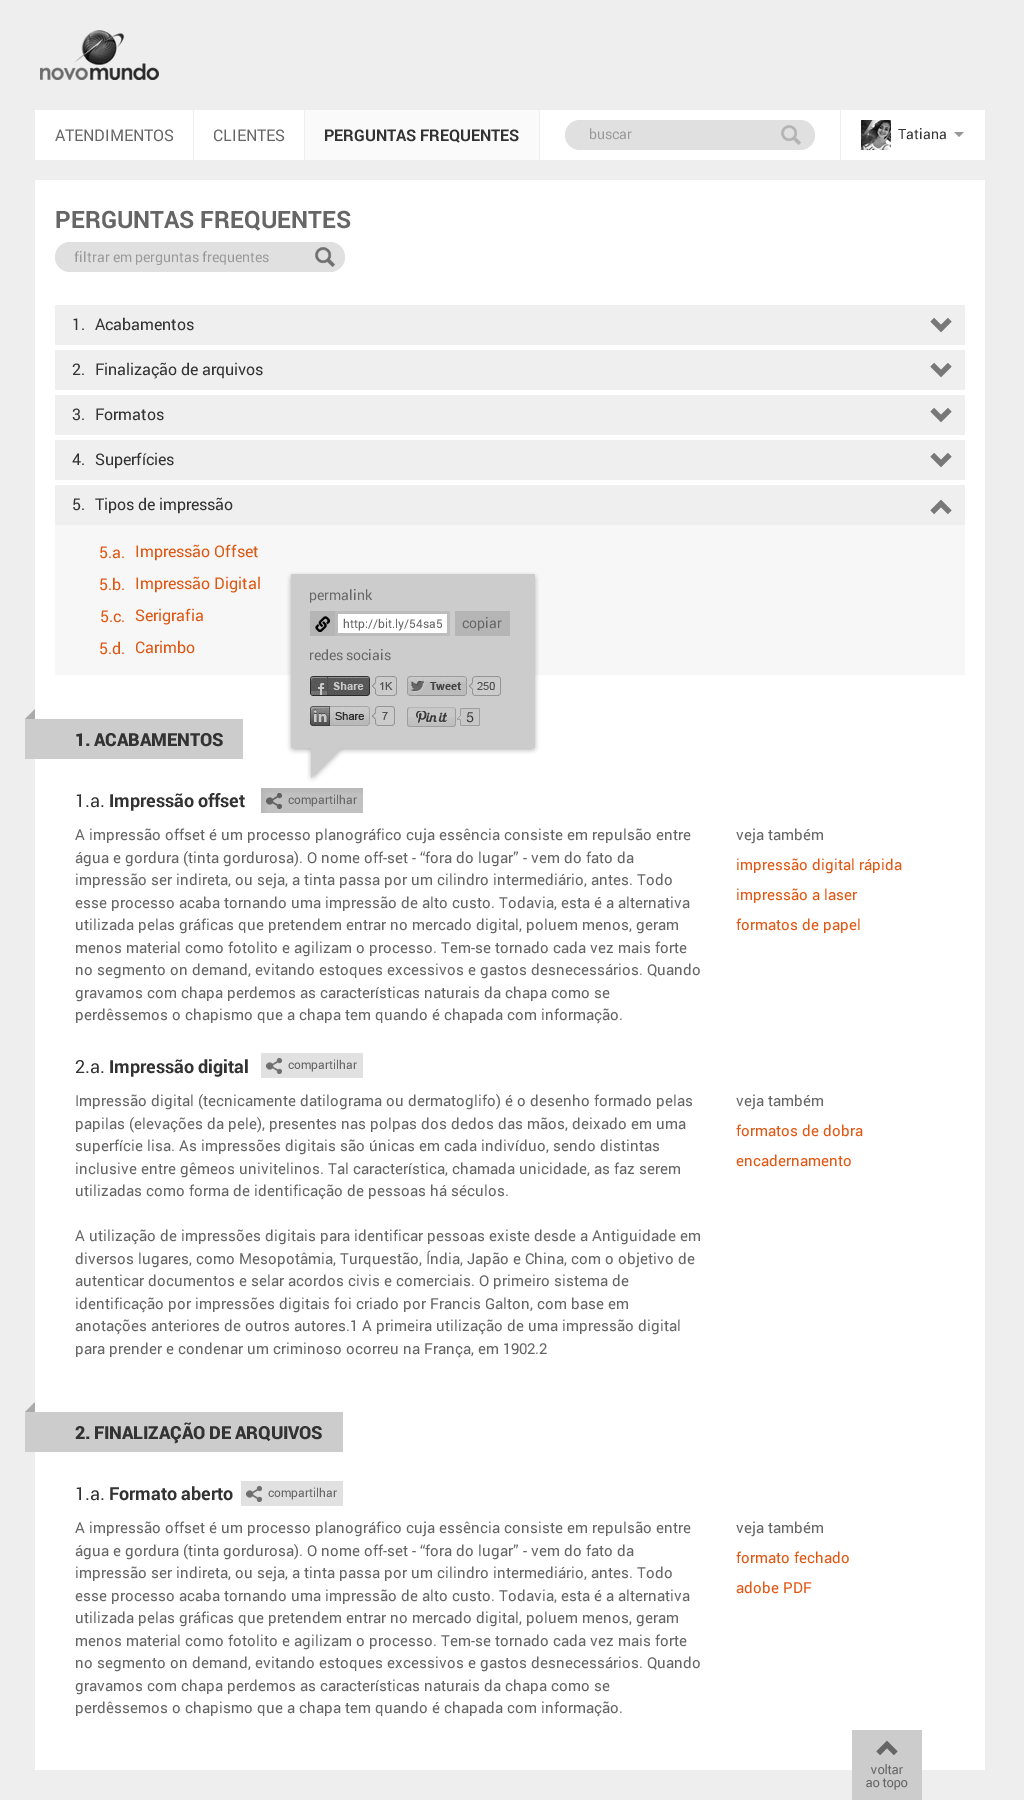 novomundo
ATENDIMENTOS
CLIENTES
PERGUNTAS FREQUENTES
buscar
Tatiana
PERGUNTAS FREQUENTES
filtrar em perguntas frequentes
1. Acabamentos
2. Finalização de arquivos
3. Formatos
4. Superfícies
5. Tipos de impressão
5.a. Impressão Offset
5.b. Impressão Digital
5.c. Serigrafia
5.d. Carimbo
permalink
http://bit.ly/54sa5
copiar
redes sociais
f Share 1K
Tweet 250
in Share 7
Pin it 5
1. ACABAMENTOS
1.a. Impressão offset
compartilhar
A impressão offset é um processo planográfico cuja essência consiste em repulsão entre
água e gordura (tinta gordurosa). O nome off-set - “fora do lugar” - vem do fato da
impressão ser indireta, ou seja, a tinta passa por um cilindro intermediário, antes. Todo
esse processo acaba tornando uma impressão de alto custo. Todavia, esta é a alternativa
utilizada pelas gráficas que pretendem entrar no mercado digital, poluem menos, geram
menos material como fotolito e agilizam o processo. Tem-se tornado cada vez mais forte
no segmento on demand, evitando estoques excessivos e gastos desnecessários. Quando
gravamos com chapa perdemos as características naturais da chapa como se
perdêssemos o chapismo que a chapa tem quando é chapada com informação.
veja também
impressão digital rápida
impressão a laser
formatos de papel
2.a. Impressão digital
compartilhar
Impressão digital (tecnicamente datilograma ou dermatoglifo) é o desenho formado pelas
papilas (elevações da pele), presentes nas polpas dos dedos das mãos, deixado em uma
superfície lisa. As impressões digitais são únicas em cada indivíduo, sendo distintas
inclusive entre gêmeos univitelinos. Tal característica, chamada unicidade, as faz serem
utilizadas como forma de identificação de pessoas há séculos.
A utilização de impressões digitais para identificar pessoas existe desde a Antiguidade em
diversos lugares, como Mesopotâmia, Turquestão, Índia, Japão e China, com o objetivo de
autenticar documentos e selar acordos civis e comerciais. O primeiro sistema de
identificação por impressões digitais foi criado por Francis Galton, com base em
anotações anteriores de outros autores.1 A primeira utilização de uma impressão digital
para prender e condenar um criminoso ocorreu na França, em 1902.2
veja também
formatos de dobra
encadernamento
2. FINALIZAÇÃO DE ARQUIVOS
1.a. Formato aberto
compartilhar
A impressão offset é um processo planográfico cuja essência consiste em repulsão entre
água e gordura (tinta gordurosa). O nome off-set - “fora do lugar” - vem do fato da
impressão ser indireta, ou seja, a tinta passa por um cilindro intermediário, antes. Todo
esse processo acaba tornando uma impressão de alto custo. Todavia, esta é a alternativa
utilizada pelas gráficas que pretendem entrar no mercado digital, poluem menos, geram
menos material como fotolito e agilizam o processo. Tem-se tornado cada vez mais forte
no segmento on demand, evitando estoques excessivos e gastos desnecessários. Quando
gravamos com chapa perdemos as características naturais da chapa como se
perdêssemos o chapismo que a chapa tem quando é chapada com informação.
veja também
formato fechado
adobe PDF
voltar
ao topo